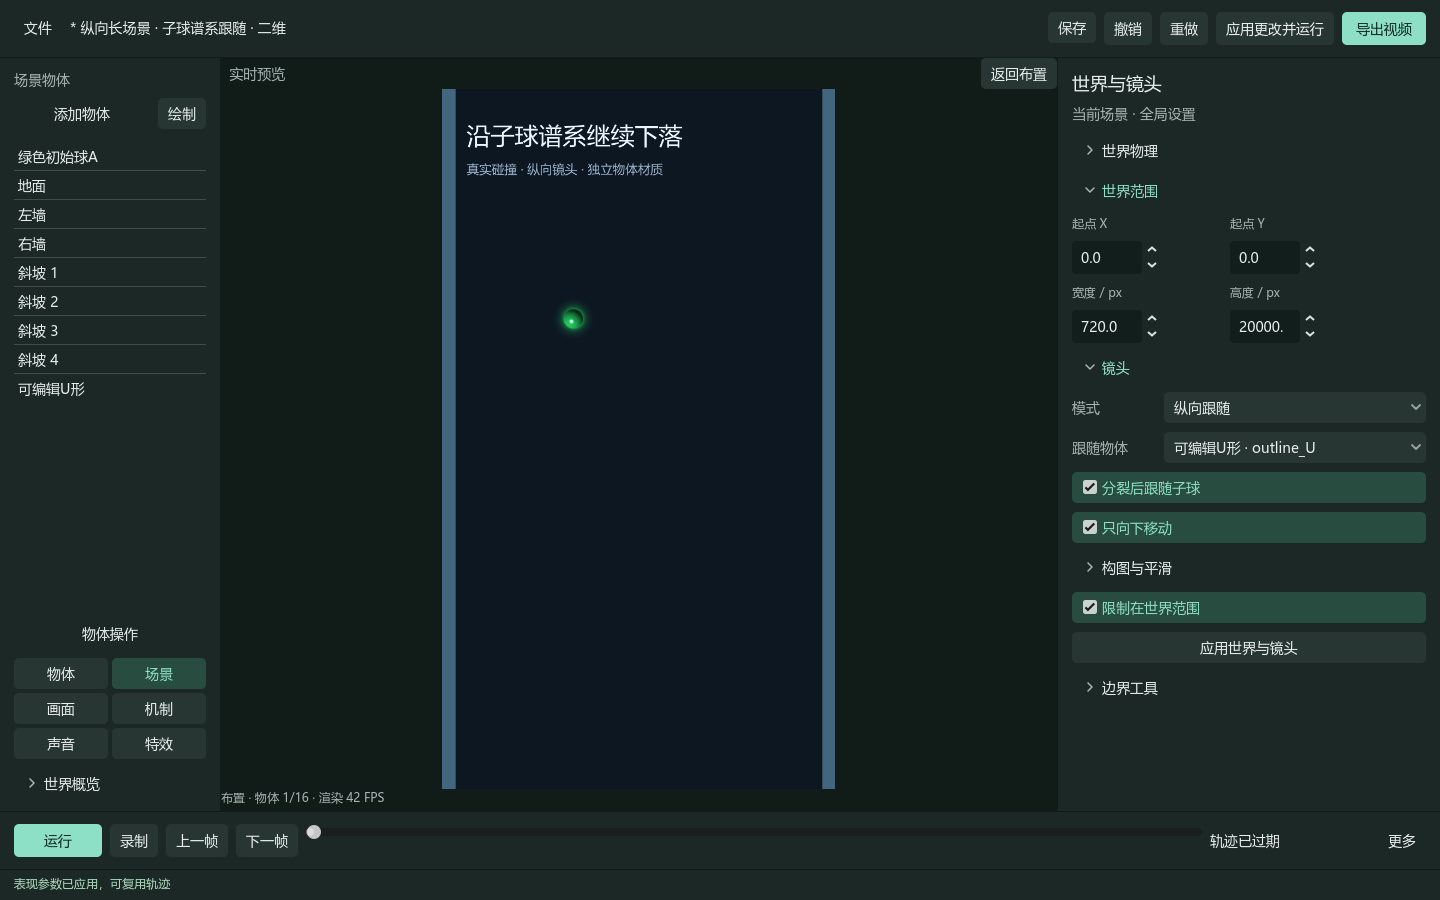 文件 * 纵向长场景 · 子球谱系跟随 · 二维 保存 撤销 重做 应用更改并运行 导出视频
场景物体
添加物体 绘制
绿色初始球A
地面
左墙
右墙
斜坡 1
斜坡 2
斜坡 3
斜坡 4
可编辑U形
物体操作
物体 场景
画面 机制
声音 特效
世界概览
实时预览 返回布置
沿子球谱系继续下落
真实碰撞 · 纵向镜头 · 独立物体材质
布置 · 物体 1/16 · 渲染 42 FPS
世界与镜头
当前场景 · 全局设置
世界物理
世界范围
起点 X 起点 Y
0.0 0.0
宽度 / px 高度 / px
720.0 20000.
镜头
模式 纵向跟随
跟随物体 可编辑U形 · outline_U
分裂后跟随子球
只向下移动
构图与平滑
限制在世界范围
应用世界与镜头
边界工具
运行 录制 上一帧 下一帧 轨迹已过期 更多
表现参数已应用，可复用轨迹